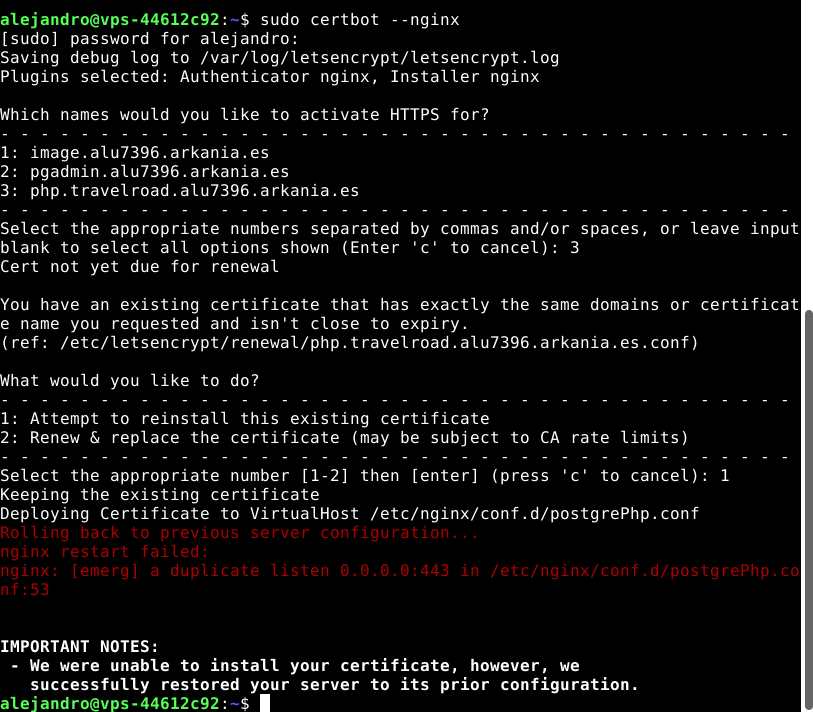 alejandro@vps-44612c92:~$ sudo certbot --nginx
[sudo] password for alejandro:
Saving debug log to /var/log/letsencrypt/letsencrypt.log
Plugins selected: Authenticator nginx, Installer nginx
Which names would you like to activate HTTPS for?
- - - - - - - - - - - - - - - - - - - - - - - - - - - - - - - - - - - - - - - -
1: image.alu7396.arkania.es
2: pgadmin.alu7396.arkania.es
3: php.travelroad.alu7396.arkania.es
- - - - - - - - - - - - - - - - - - - - - - - - - - - - - - - - - - - - - - - -
Select the appropriate numbers separated by commas and/or spaces, or leave input
blank to select all options shown (Enter 'c' to cancel): 3
Cert not yet due for renewal
You have an existing certificate that has exactly the same domains or certificat
e name you requested and isn't close to expiry.
(ref: /etc/letsencrypt/renewal/php.travelroad.alu7396.arkania.es.conf)
What would you like to do?
- - - - - - - - - - - - - - - - - - - - - - - - - - - - - - - - - - - - - - - -
1: Attempt to reinstall this existing certificate
2: Renew & replace the certificate (may be subject to CA rate limits)
- - - - - - - - - - - - - - - - - - - - - - - - - - - - - - - - - - - - - - - -
Select the appropriate number [1-2] then [enter] (press 'c' to cancel): 1
Keeping the existing certificate
Deploying Certificate to VirtualHost /etc/nginx/conf.d/postgrePhp.conf
Rolling back to previous server configuration...
nginx restart failed:
nginx: [emerg] a duplicate listen 0.0.0.0:443 in /etc/nginx/conf.d/postgrePhp.co
nf:53
IMPORTANT NOTES:
 - We were unable to install your certificate, however, we
   successfully restored your server to its prior configuration.
alejandro@vps-44612c92:~$